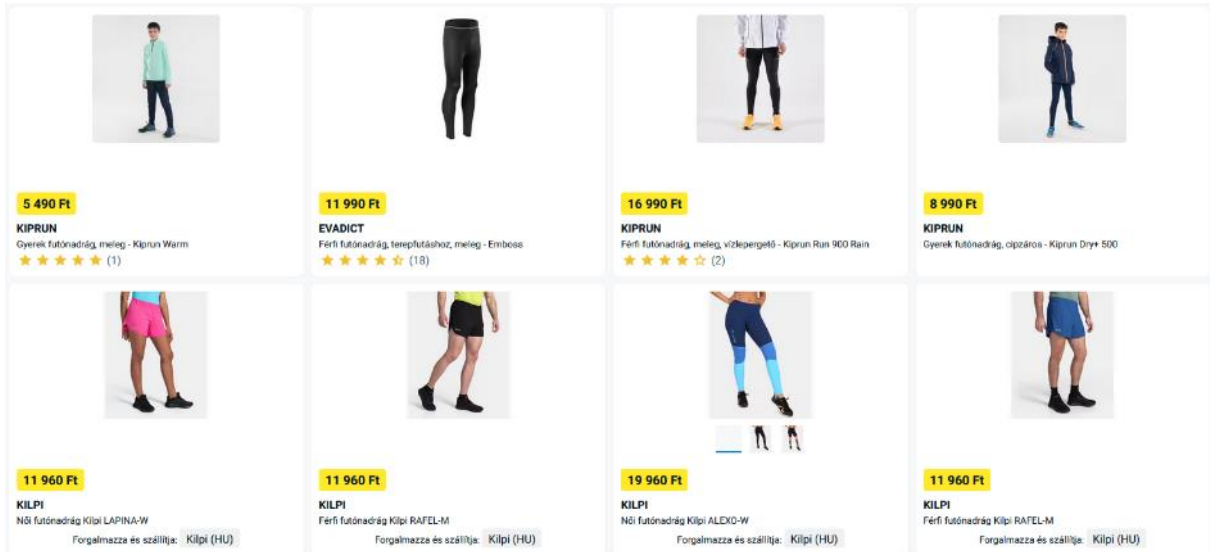 5 490 Ft
KIPRUN
Gyerek futónadrág, meleg - Kiprun Warm
(1)
11 990 Ft
EVADICT
Férfi futónadrág, terepfutáshoz, meleg - Emboss
(18)
16 990 Ft
KIPRUN
Férfi futónadrág, meleg, vízlepergető - Kiprun Run 900 Rain
(2)
8 990 Ft
KIPRUN
Gyerek futónadrág, cipzáros - Kiprun Dry+ 500
11 960 Ft
KILPI
Női futónadrág Kilpi LAPINA-W
Forgalmazza és szállítja: Kilpi (HU)
11 960 Ft
KILPI
Férfi futónadrág Kilpi RAFEL-M
Forgalmazza és szállítja: Kilpi (HU)
19 960 Ft
KILPI
Női futónadrág Kilpi ALEXO-W
Forgalmazza és szállítja: Kilpi (HU)
11 960 Ft
KILPI
Férfi futónadrág Kilpi RAFEL-M
Forgalmazza és szállítja: Kilpi (HU)